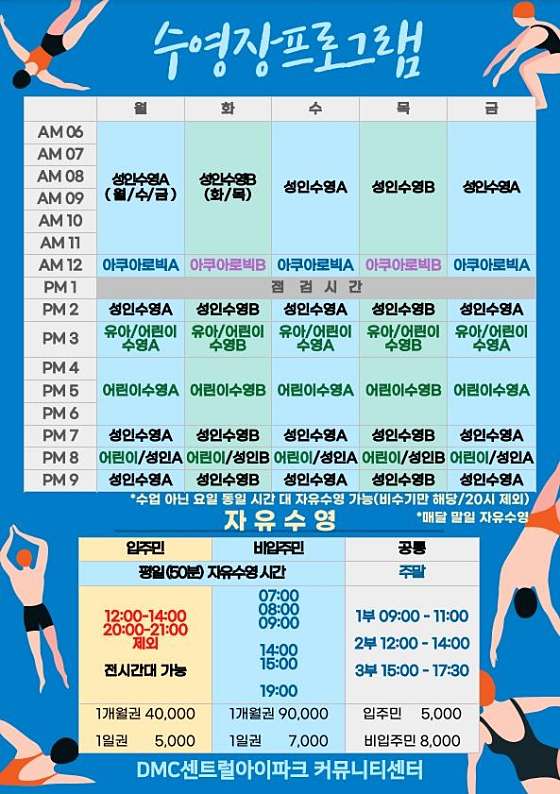 수영장프로그램
월 화 수 목 금
AM 06
AM 07
AM 08
AM 09
AM 10
AM 11
성인수영A
(월/수/금)
성인수영B
(화/목)
성인수영A
성인수영B
성인수영A
AM 12 아쿠아로빅A 아쿠아로빅B 아쿠아로빅A 아쿠아로빅B 아쿠아로빅A
PM 1 점 검 시 간
PM 2 성인수영A 성인수영B 성인수영A 성인수영B 성인수영A
PM 3 유아/어린이 유아/어린이 유아/어린이 유아/어린이 유아/어린이
수영A 수영B 수영A 수영B 수영A
PM 4
PM 5 어린이수영A 어린이수영B 어린이수영A 어린이수영B 어린이수영A
PM 6
PM 7 성인수영A 성인수영B 성인수영A 성인수영B 성인수영A
PM 8 어린이/성인A 어린이/성인B 어린이/성인A 어린이/성인B 어린이/성인A
PM 9 성인수영A 성인수영B 성인수영A 성인수영B 성인수영A
*수업 아닌 요일 동일 시간 대 자유수영 가능(비수기만 해당/20시 제외)
자유수영 *매달 말일 자유수영
입주민 비입주민 공통
평일(50분) 자유수영 시간 주말
12:00-14:00
20:00-21:00
제외
전시간대 가능
07:00
08:00
09:00
14:00
15:00
19:00
1부 09:00 - 11:00
2부 12:00 - 14:00
3부 15:00 - 17:30
1개월권 40,000 1개월권 90,000 입주민 5,000
1일권 5,000 1일권 7,000 비입주민 8,000
DMC센트럴아이파크 커뮤니티센터